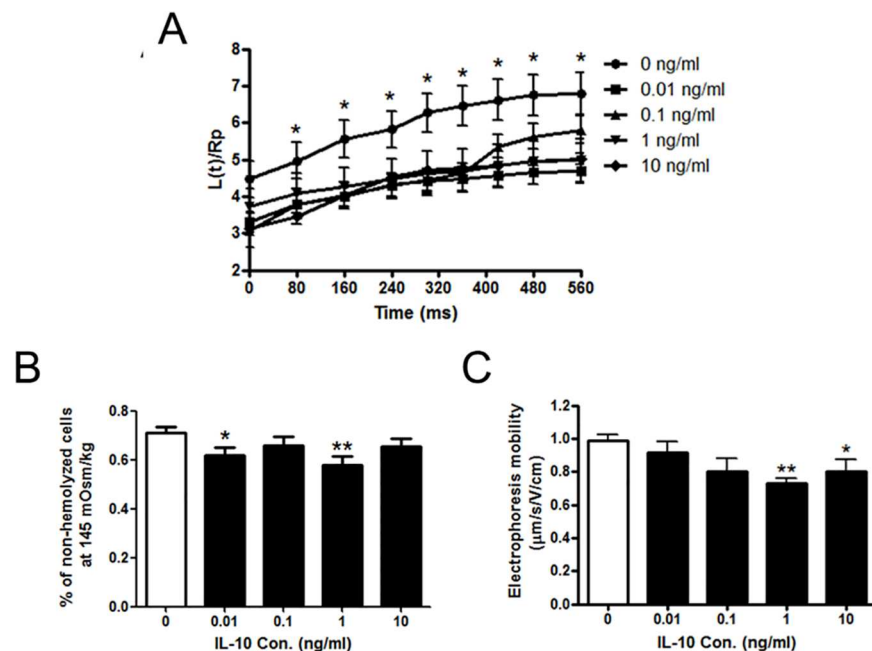 A
L(t)/Rp
8
7
6
5
4
3
2
* * * * * * * *
0 80 160 240 320 400 480 560
Time (ms)
0 ng/ml
0.01 ng/ml
0.1 ng/ml
1 ng/ml
10 ng/ml
B
% of non-hemolyzed cells
at 145 mOsm/kg
0.8
0.6
0.4
0.2
0.0
* **
0 0.01 0.1 1 10
IL-10 Con. (ng/ml)
C
Electrophoresis mobility
(μm/s/V/cm)
1.2
1.0
0.8
0.6
0.4
0.2
0.0
** *
0 0.01 0.1 1 10
IL-10 Con. (ng/ml)